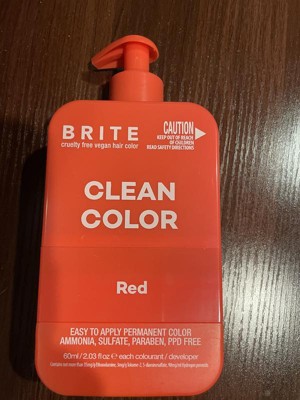 BRITE
cruelty free vegan hair color
CAUTION
KEEP OUT OF REACH
OF CHILDREN
READ SAFETY DIRECTIONS
CLEAN
COLOR
Red
EASY TO APPLY PERMANENT COLOR
AMMONIA, SULFATE, PARABEN, PPD FREE
60ml / 2.03 fl oz ℮ each colourant / developer